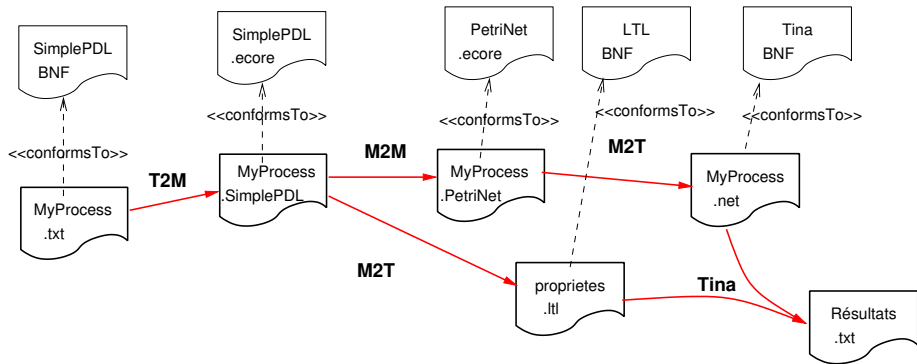 SimplePDL
BNF
SimplePDL
.ecore
PetriNet
.ecore
LTL
BNF
Tina
BNF
<<conformsTo>>
<<conformsTo>>
<<conformsTo>>
<<conformsTo>>
<<conformsTo>>
T2M
M2M
M2T
MyProcess
.txt
MyProcess
.SimplePDL
MyProcess
.PetriNet
MyProcess
.net
M2T
proprietes
.ltl
Tina
Résultats
.txt